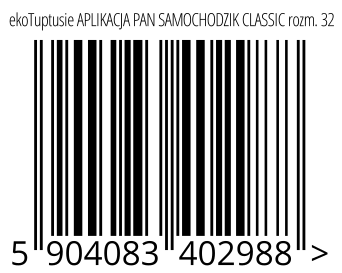 ekoTuptusie APLIKACJA PAN SAMOCHODZIK CLASSIC rozm. 32
5 904083 402988 >